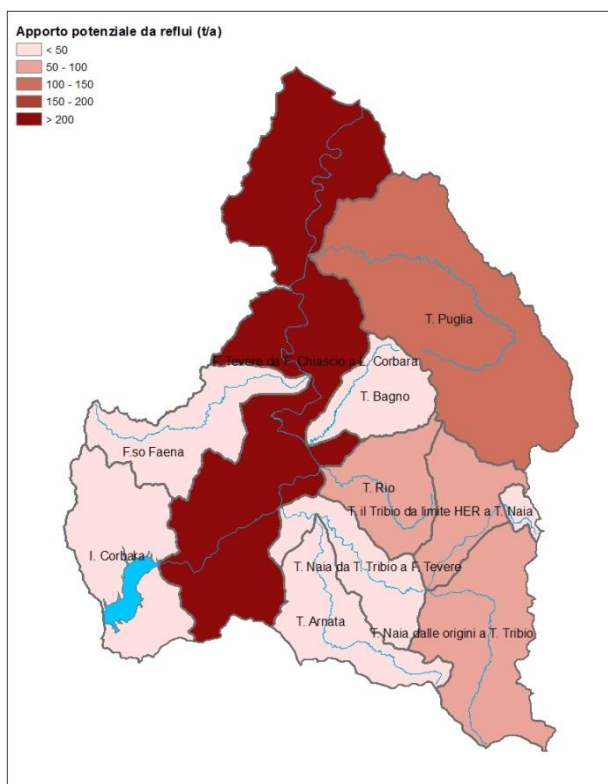 Apporto potenziale da reflui (t/a)
< 50
50 - 100
100 - 150
150 - 200
> 200
T. Puglia
F. Tevere da F. Chiascio a L. Corbara
T. Bagno
F.so Faena
T. Rio
T. il Tribio da limite HER a T. Naia
I. Corbara
T. Naia da T. Tribio a F. Tevere
T. Arnata
T. Naia dalle origini a T. Tribio